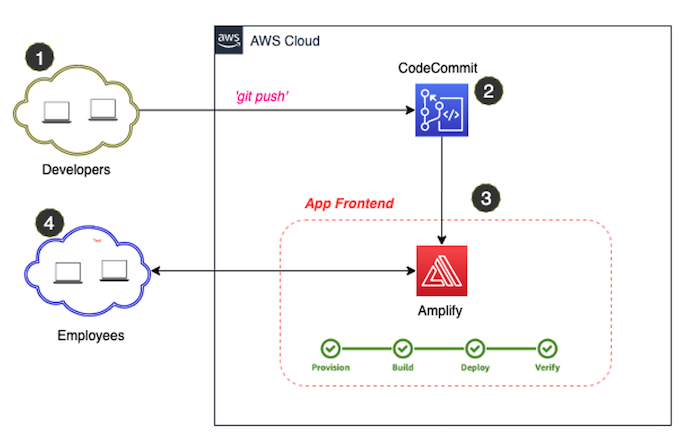 aws
AWS Cloud
1
CodeCommit
2
'git push'
Developers
App Frontend
3
4
Text
Employees
Amplify
Provision
Build
Deploy
Verify